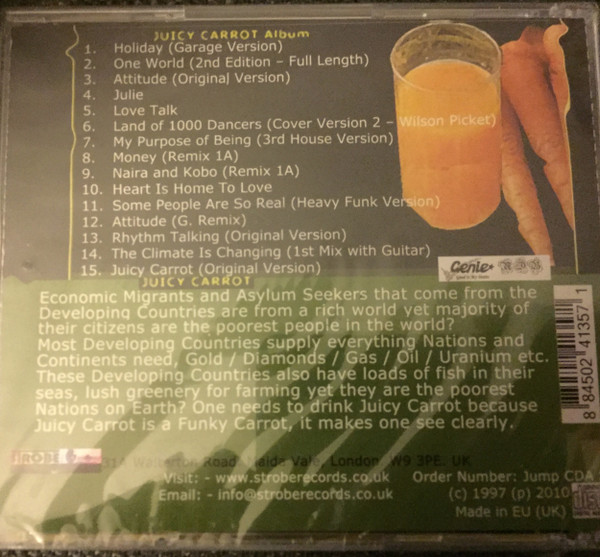 JUICY CARROT Album
1. Holiday (Garage Version)
2. One World (2nd Edition – Full Length)
3. Attitude (Original Version)
4. Julie
5. Love Talk
6. Land of 1000 Dancers (Cover Version 2 – Wilson Picket)
7. My Purpose of Being (3rd House Version)
8. Money (Remix 1A)
9. Naira and Kobo (Remix 1A)
10. Heart Is Home To Love
11. Some People Are So Real (Heavy Funk Version)
12. Attitude (G. Remix)
13. Rhythm Talking (Original Version)
14. The Climate Is Changing (1st Mix with Guitar)
15. Juicy Carrot (Original Version)
Genie
JUICY CARROT
Economic Migrants and Asylum Seekers that come from the
Developing Countries are from a rich world yet majority of
their citizens are the poorest people in the world?
Most Developing Countries supply everything Nations and
Continents need, Gold / Diamonds / Gas / Oil / Uranium etc.
These Developing Countries also have loads of fish in their
seas, lush greenery for farming yet they are the poorest
Nations on Earth? One needs to drink Juicy Carrot because
Juicy Carrot is a Funky Carrot, it makes one see clearly.
8 84502 41357 1
314 Road, Maida Vale, London W9 3PE. UK
Visit: - www.stroberecords.co.uk
Order Number: Jump CDA
Email: - info@stroberecords.co.uk
(c) 1997 (p) 2010
Made in EU (UK)